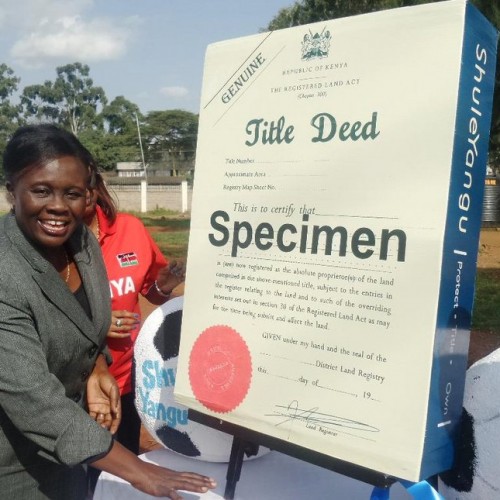 GENUINE
REPUBLIC OF KENYA
THE REGISTERED LAND ACT
(Chapter 300)
Title Deed
Title Number
Approximate Area
Registry Map Sheet No.
This is to certify that
Specimen
is (are) now registered as the absolute proprietor(s) of the land
comprised in the above-mentioned title, subject to the entries in
the register relating to the land and to such of the overriding
interests set out in section 30 of the Registered Land Act as may
for the time being subsist and affect the land.
GIVEN under my hand and the seal of the
District Land Registry
this day of 19
Land Registrar
ShuleYangu | Protect • Title • Own |
YA
Shu
Yangu